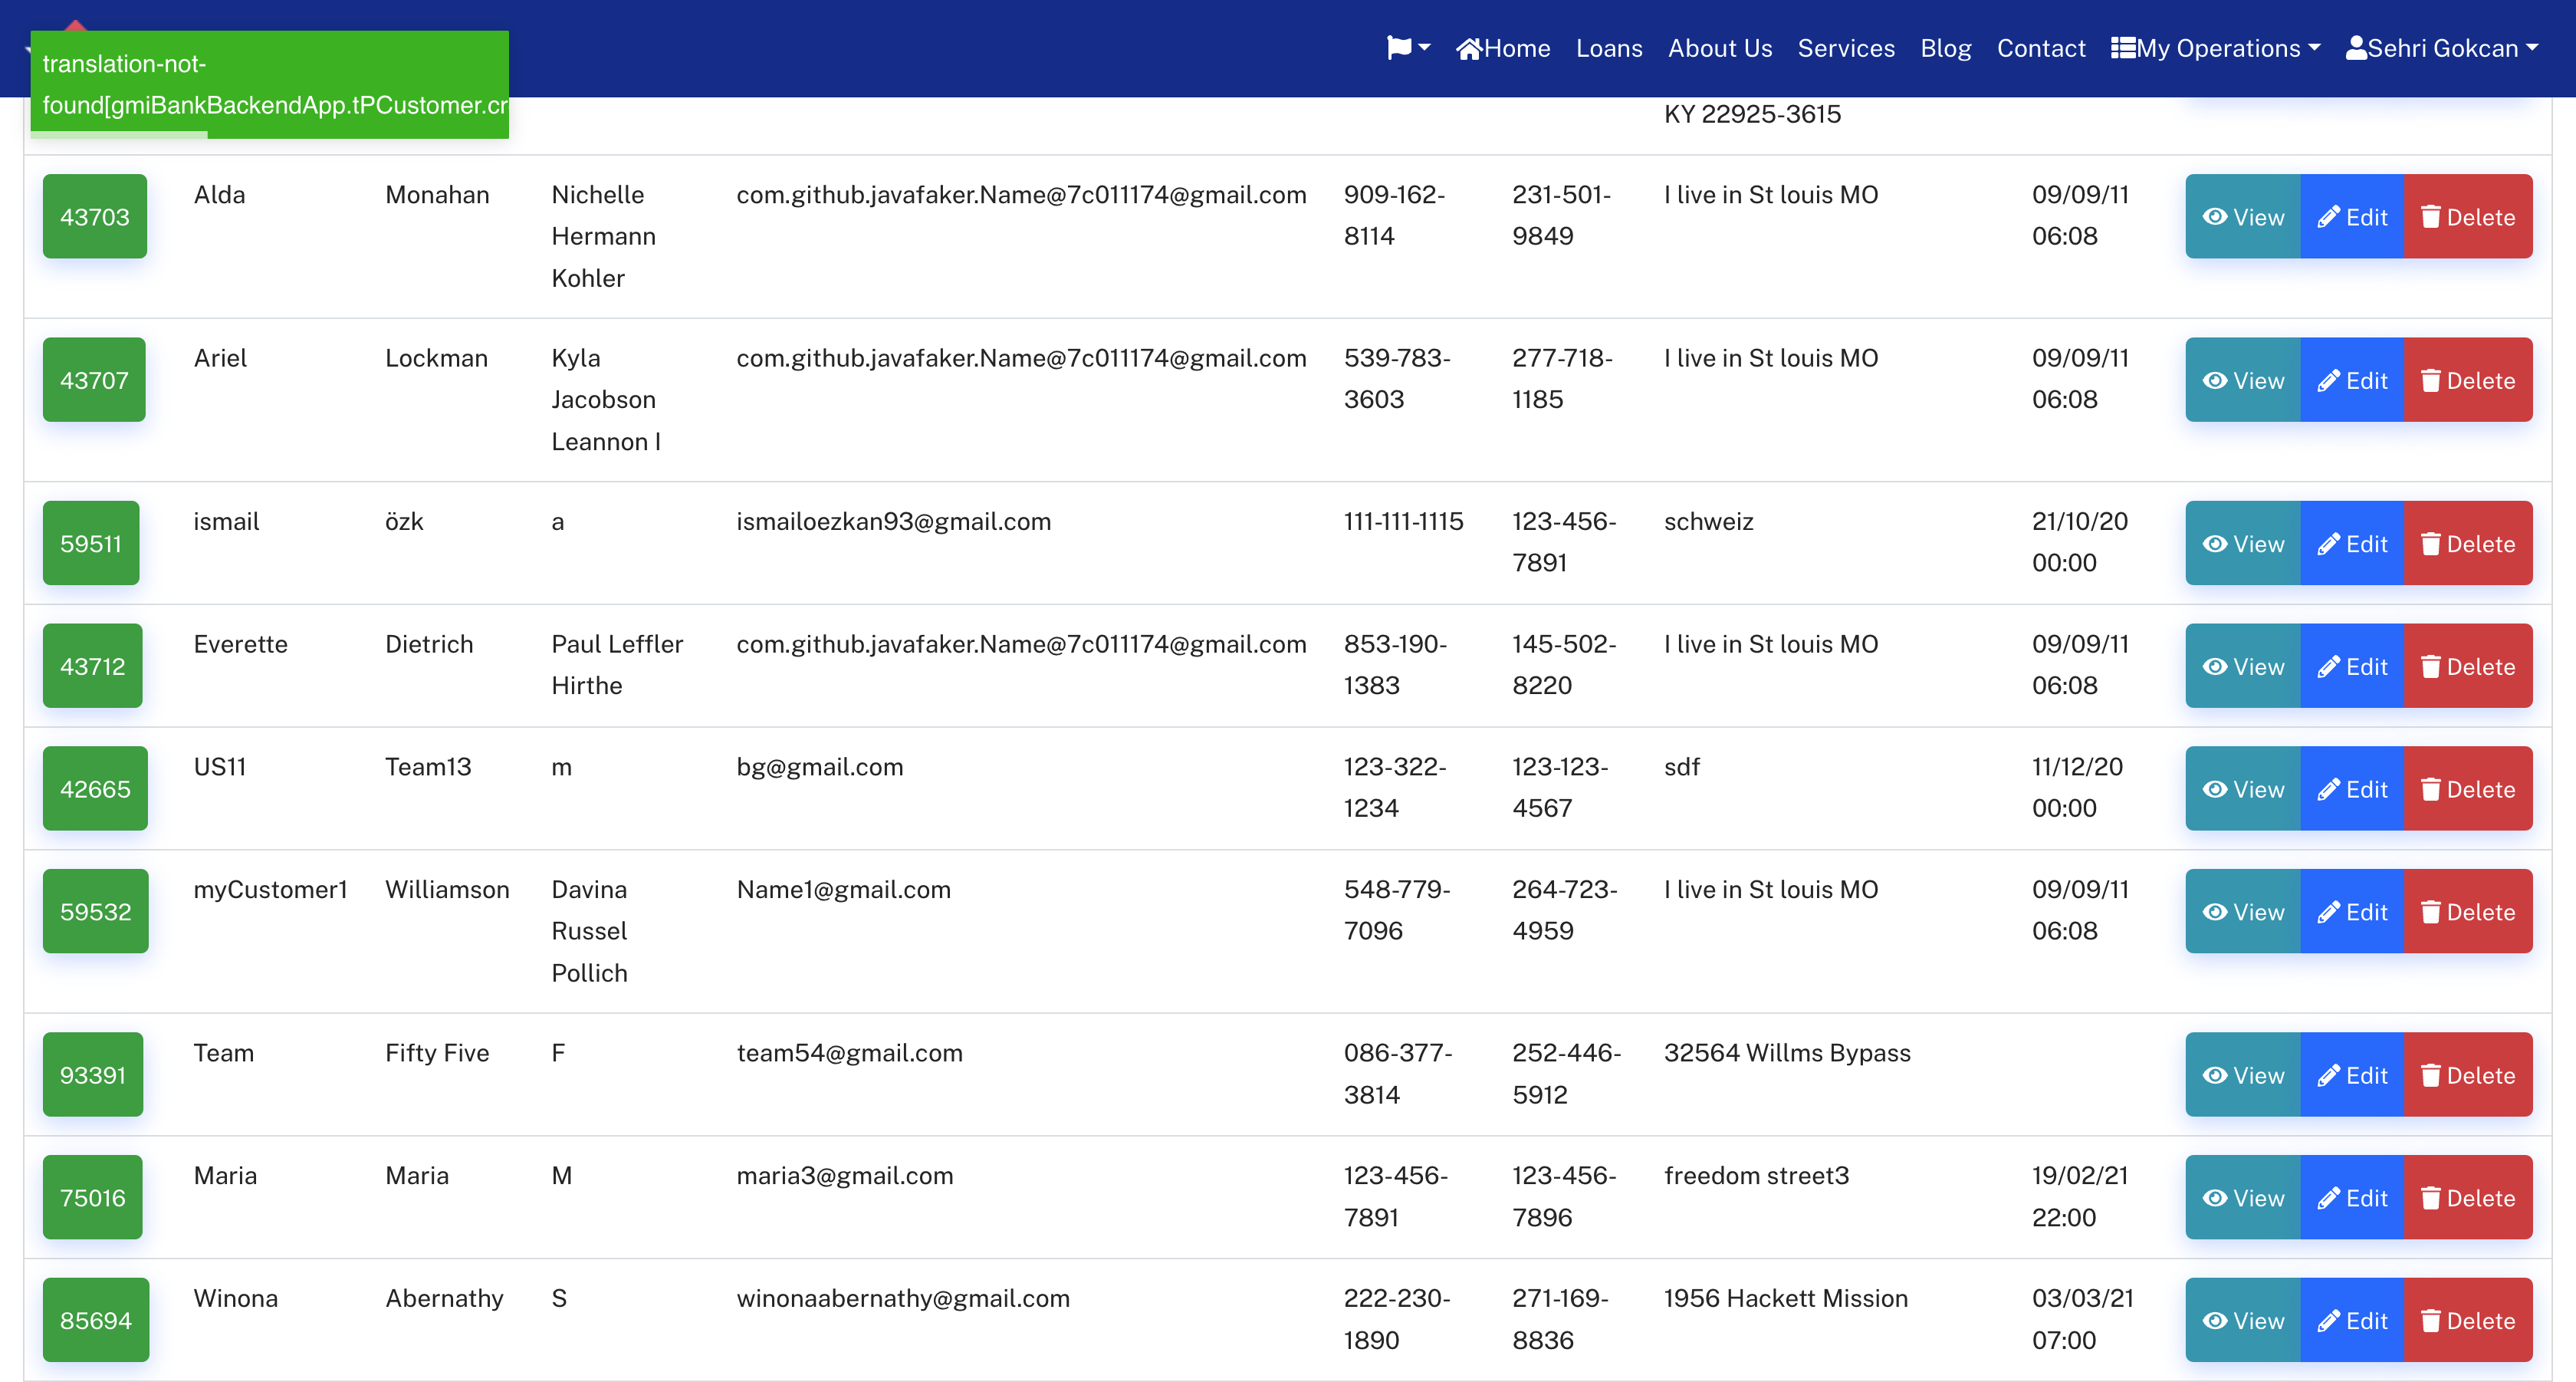 translation-not-
found[gmiBankBackendApp.tPCustomer.cr
Home Loans About Us Services Blog Contact My Operations Sehri Gokcan
KY 22925-3615
43703 Alda Monahan Nichelle com.github.javafaker.Name@7c011174@gmail.com 909-162- 231-501- I live in St louis MO 09/09/11 View Edit Delete
Hermann 8114 9849 06:08
Kohler
43707 Ariel Lockman Kyla com.github.javafaker.Name@7c011174@gmail.com 539-783- 277-718- I live in St louis MO 09/09/11 View Edit Delete
Jacobson 3603 1185 06:08
Leannon I
59511 ismail özk a ismailoezkan93@gmail.com 111-111-1115 123-456- schweiz 21/10/20 View Edit Delete
7891 00:00
43712 Everette Dietrich Paul Leffler com.github.javafaker.Name@7c011174@gmail.com 853-190- 145-502- I live in St louis MO 09/09/11 View Edit Delete
Hirthe 1383 8220 06:08
42665 US11 Team13 m bg@gmail.com 123-322- 123-123- sdf 11/12/20 View Edit Delete
1234 4567 00:00
59532 myCustomer1 Williamson Davina Name1@gmail.com 548-779- 264-723- I live in St louis MO 09/09/11 View Edit Delete
Russel 7096 4959 06:08
Pollich
93391 Team Fifty Five F team54@gmail.com 086-377- 252-446- 32564 Willms Bypass View Edit Delete
3814 5912
75016 Maria Maria M maria3@gmail.com 123-456- 123-456- freedom street3 19/02/21 View Edit Delete
7891 7896 22:00
85694 Winona Abernathy S winonaabernathy@gmail.com 222-230- 271-169- 1956 Hackett Mission 03/03/21 View Edit Delete
1890 8836 07:00